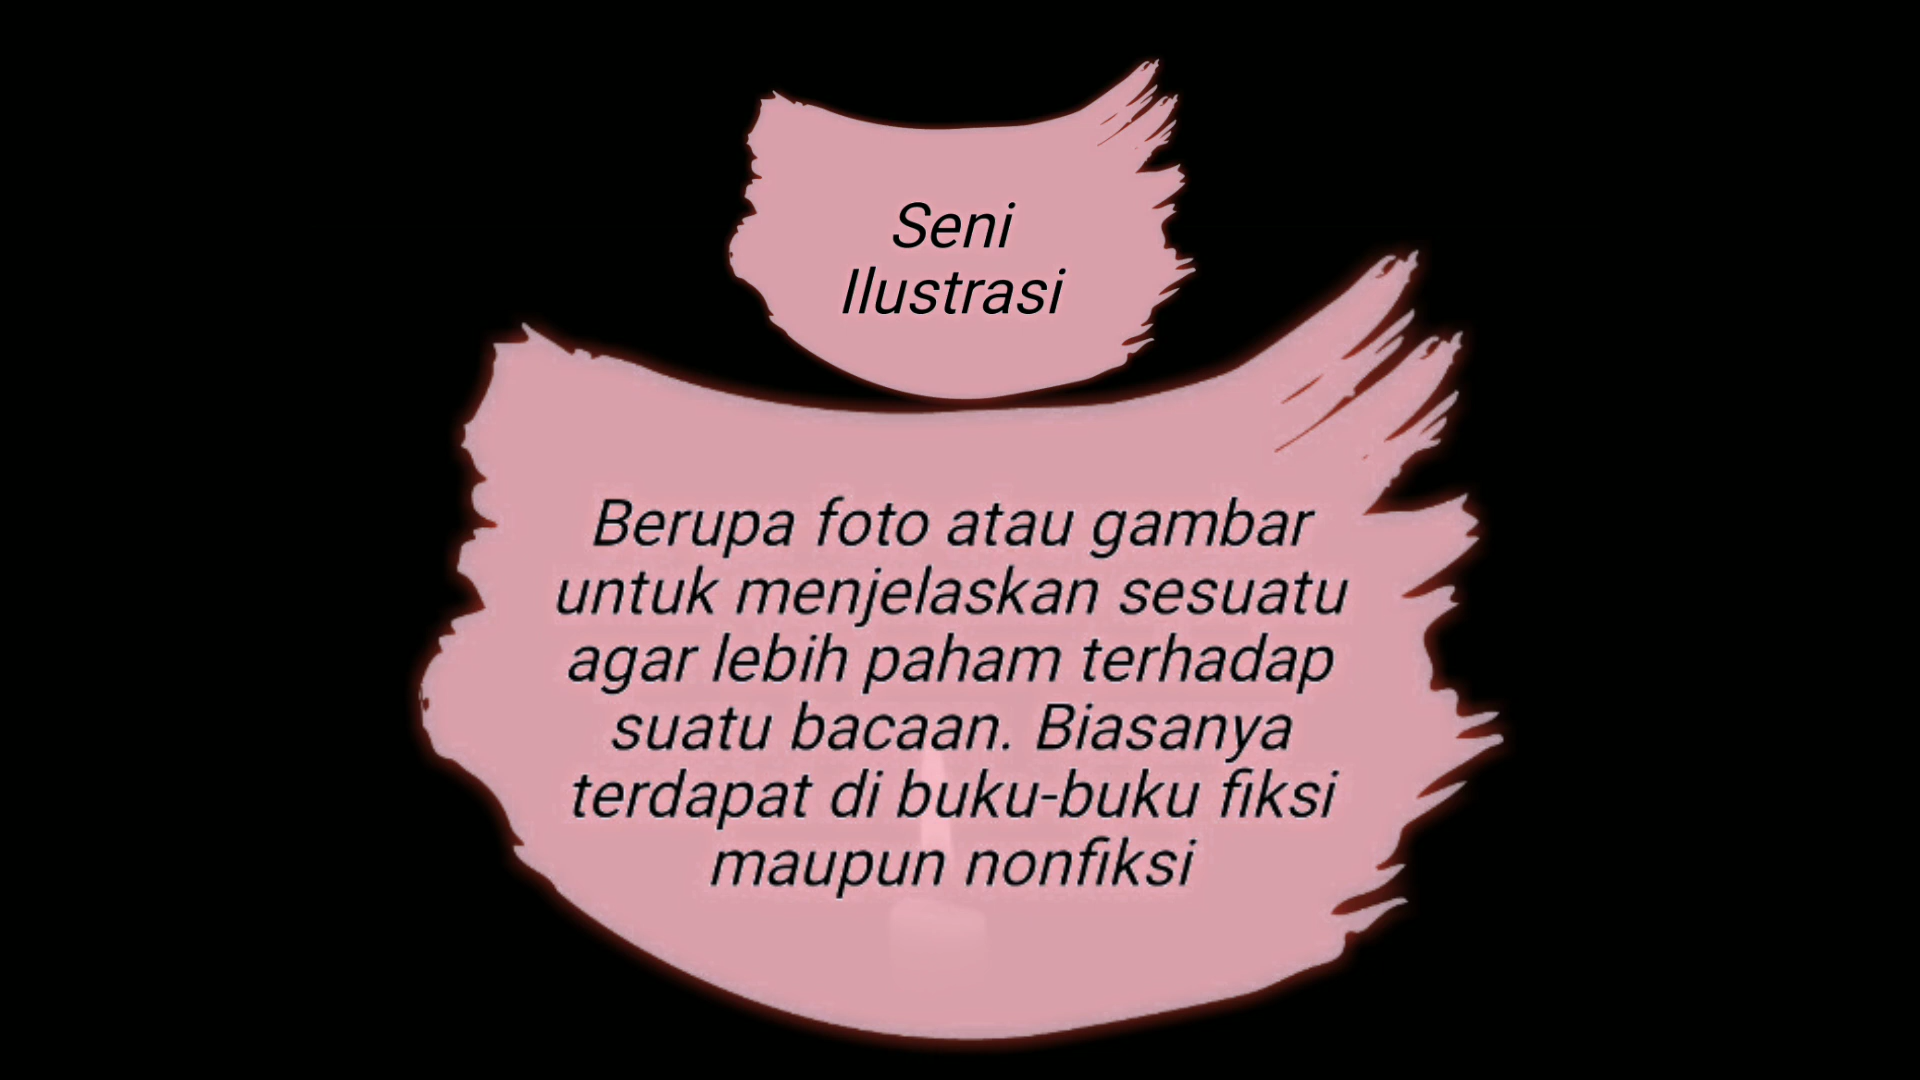 Seni
Ilustrasi
Berupa foto atau gambar
untuk menjelaskan sesuatu
agar lebih paham terhadap
suatu bacaan. Biasanya
terdapat di buku-buku fiksi
maupun nonfiksi